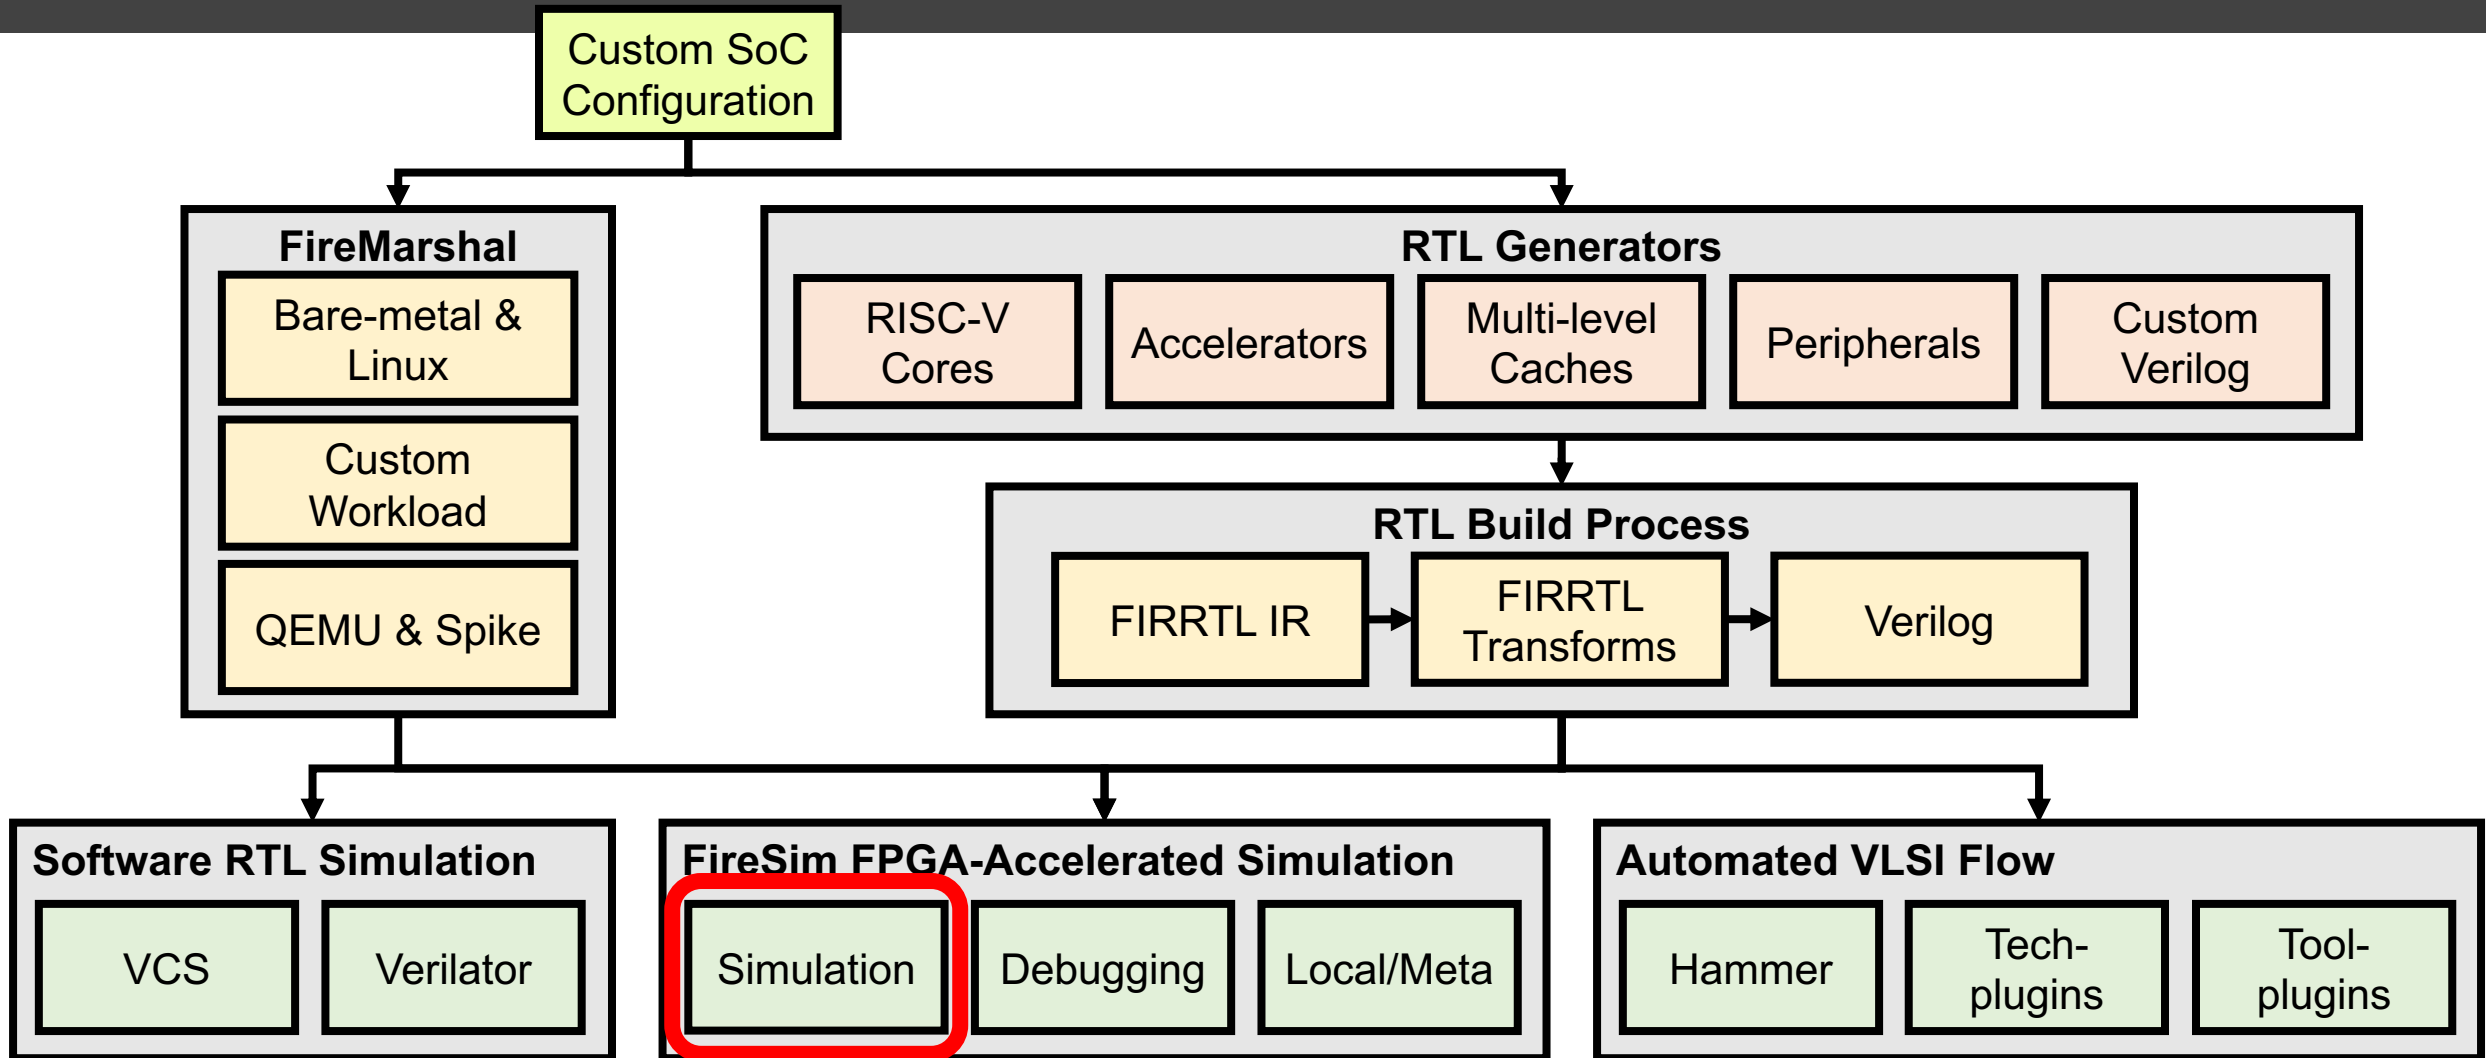 Custom SoC
Configuration
FireMarshal
Bare-metal &
Linux
Custom
Workload
QEMU & Spike
RTL Generators
RISC-V
Cores
Accelerators
Multi-level
Caches
Peripherals
Custom
Verilog
RTL Build Process
FIRRTL IR
FIRRTL
Transforms
Verilog
Software RTL Simulation
VCS
Verilator
FireSim FPGA-Accelerated Simulation
Simulation
Debugging
Local/Meta
Automated VLSI Flow
Hammer
Tech-
plugins
Tool-
plugins